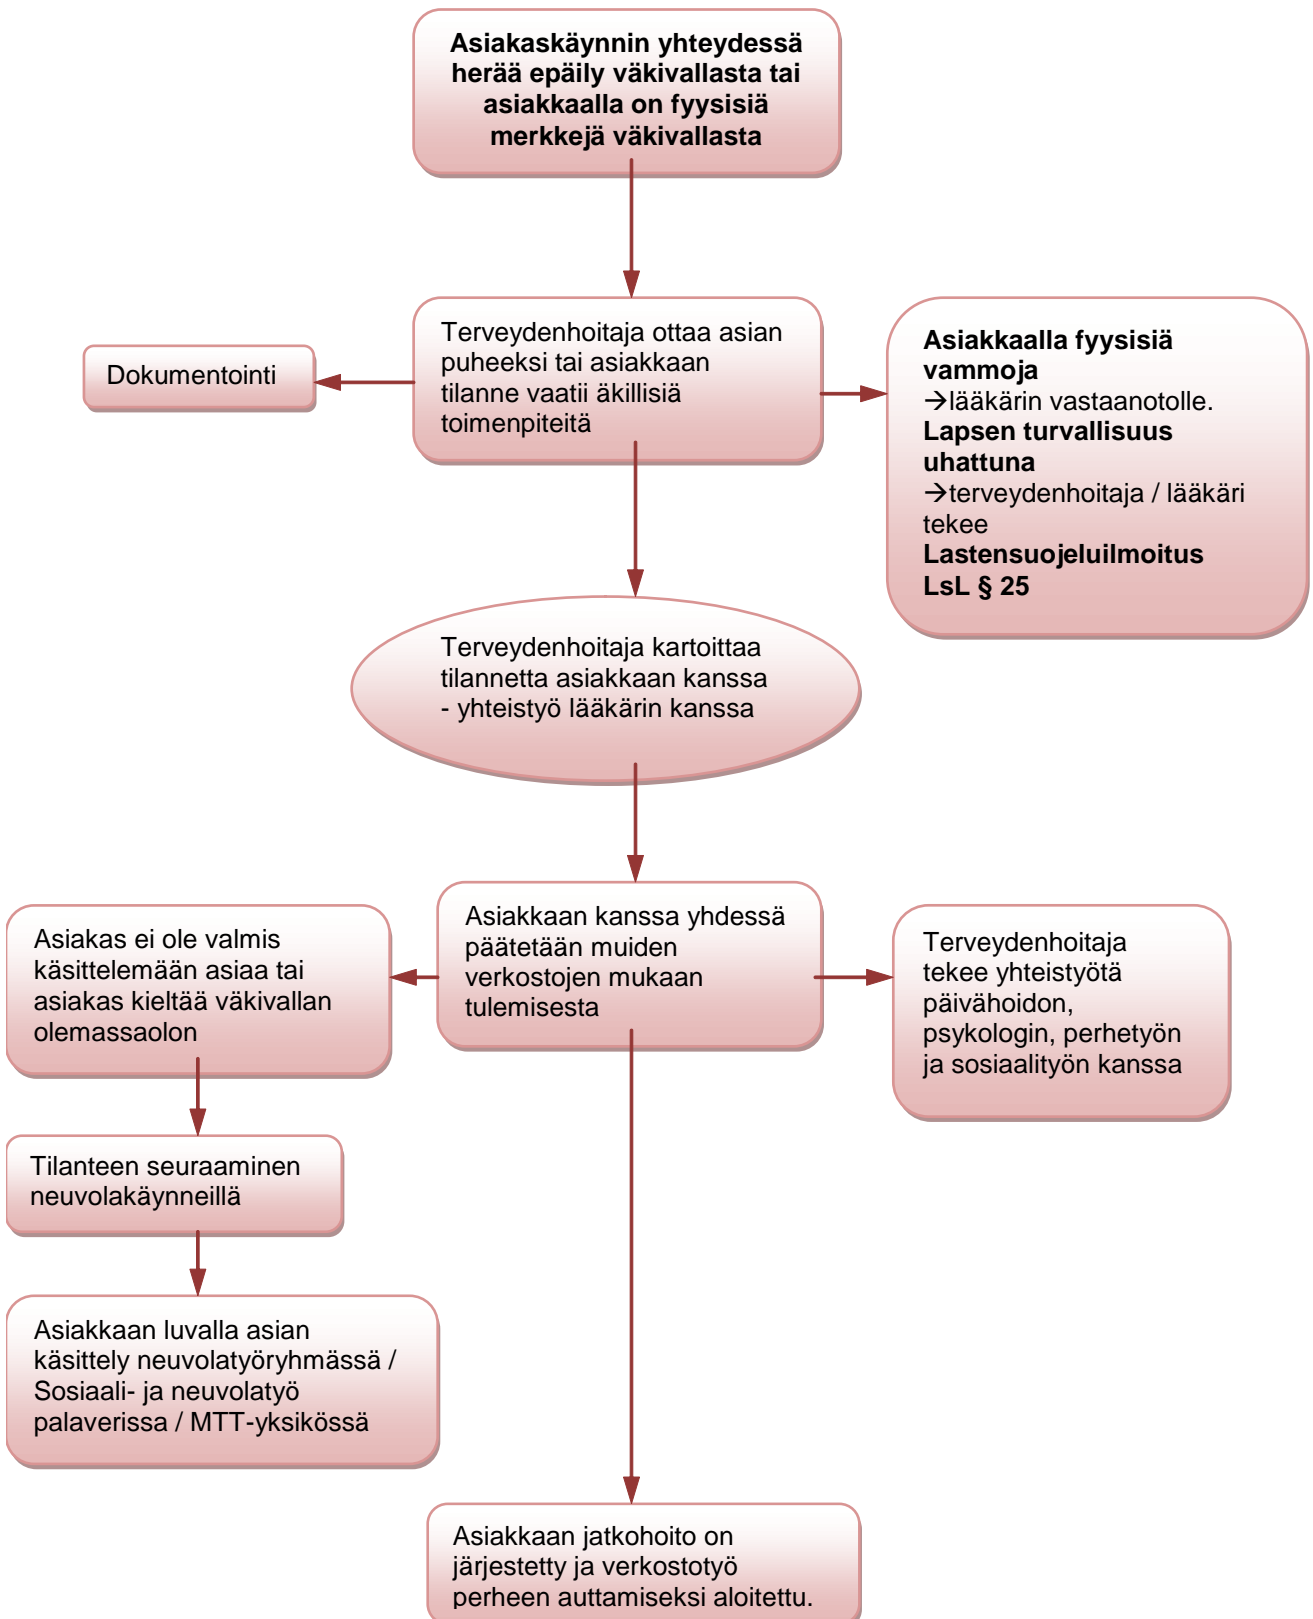 Asiakaskäynnin yhteydessä
herää epäily väkivallasta tai
asiakkaalla on fyysisiä
merkkejä väkivallasta
Dokumentointi
Terveydenhoitaja ottaa asian
puheeksi tai asiakkaan
tilanne vaatii äkillisiä
toimenpiteitä
Asiakkaalla fyysisiä
vammoja
→lääkärin vastaanotolle.
Lapsen turvallisuus
uhattuna
→terveydenhoitaja / lääkäri
tekee
Lastensuojeluilmoitus
LsL § 25
Terveydenhoitaja kartoittaa
tilannetta asiakkaan kanssa
- yhteistyö lääkärin kanssa
Asiakas ei ole valmis
käsittelemään asiaa tai
asiakas kieltää väkivallan
olemassaolon
Asiakkaan kanssa yhdessä
päätetään muiden
verkostojen mukaan
tulemisesta
Terveydenhoitaja
tekee yhteistyötä
päivähoidon,
psykologin, perhetyön
ja sosiaalityön kanssa
Tilanteen seuraaminen
neuvolakäynneillä
Asiakkaan luvalla asian
käsittely neuvolatyöryhmässä /
Sosiaali- ja neuvolatyö
palaverissa / MTT-yksikössä
Asiakkaan jatkohoito on
järjestetty ja verkostotyö
perheen auttamiseksi aloitettu.